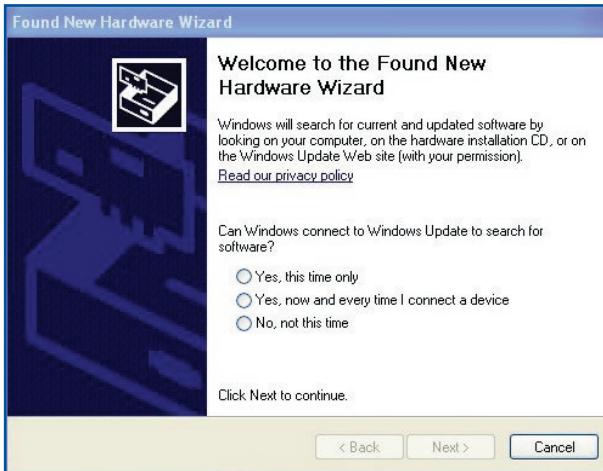 Found New Hardware Wizard
Welcome to the Found New
Hardware Wizard
Windows will search for current and updated software by
looking on your computer, on the hardware installation CD, or on
the Windows Update Web site (with your permission).
Read our privacy policy
Can Windows connect to Windows Update to search for
software?
Yes, this time only
Yes, now and every time I connect a device
No, not this time
Click Next to continue.
< Back
Next >
Cancel